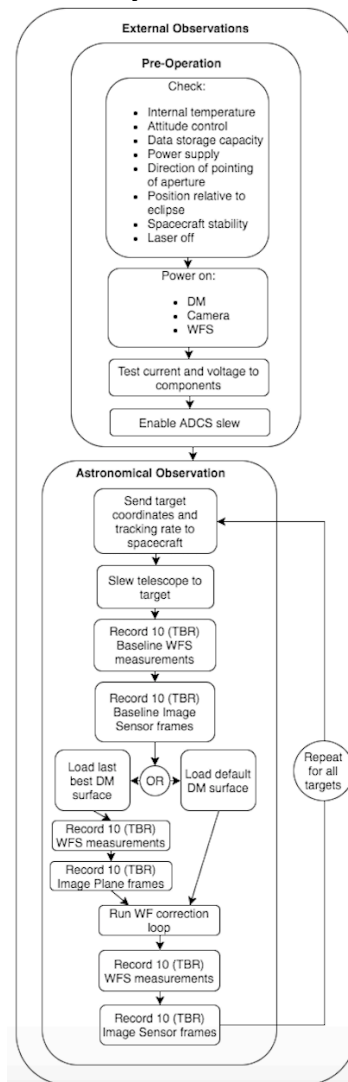 External Observations
Pre-Operation
Check:
Internal temperature
Attitude control
Data storage capacity
Power supply
Direction of pointing
of aperture
Position relative to
eclipse
Spacecraft stability
Laser off
Power on:
DM
Camera
WFS
Test current and voltage to
components
Enable ADCS slew
Astronomical Observation
Send target
coordinates and
tracking rate to
spacecraft
Slew telescope to
target
Record 10 (TBR)
Baseline WFS
measurements
Record 10 (TBR)
Baseline Image
Sensor frames
Load last
best DM
surface
OR
Load default
DM surface
Record 10 (TBR)
WFS measurements
Record 10 (TBR)
Image Plane frames
Run WF correction
loop
Record 10 (TBR)
WFS measurements
Record 10 (TBR)
Image Sensor frames
Repeat
for all
targets